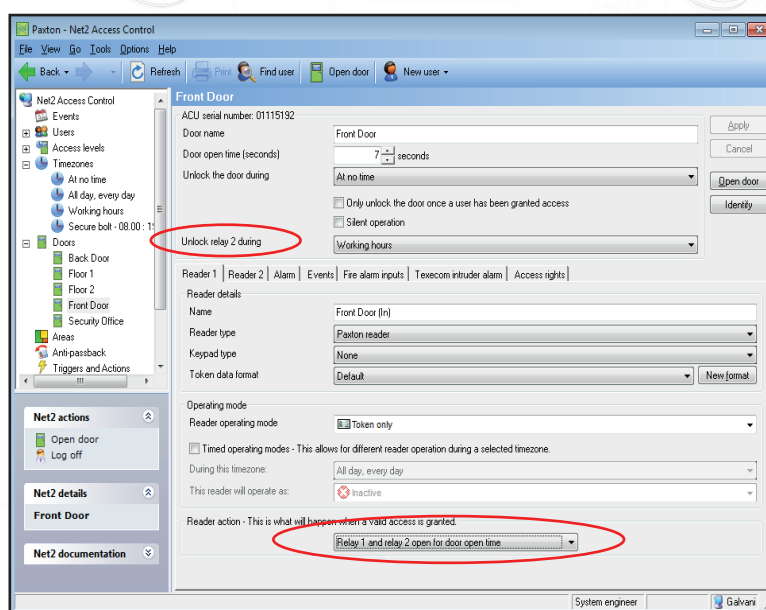 Paxton - Net2 Access Control
File View Go Tools Options Help
Back Refresh Print Find user Open door New user
Net2 Access Control
Events
Users
Access levels
Timezones
At no time
All day, every day
Working hours
Secure bolt - 08.00 : 1
Doors
Back Door
Floor 1
Floor 2
Front Door
Security Office
Areas
Anti-passback
Triggers and Actions
Net2 actions
Open door
Log off
Net2 details
Front Door
Net2 documentation
Front Door
ACU serial number: 01115192
Door name Front Door
Door open time (seconds) 7 seconds
Unlock the door during At no time
Only unlock the door once a user has been granted access
Silent operation
Unlock relay 2 during Working hours
Apply
Cancel
Open door
Identify
Reader 1 Reader 2 Alarm Events Fire alarm inputs Texecom intruder alarm Access rights
Reader details
Name Front Door (In)
Reader type Paxton reader
Keypad type None
Token data format Default New format
Operating mode
Reader operating mode Token only
Timed operating modes - This allows for different reader operation during a selected timezone.
During this timezone: All day, every day
This reader will operate as: Inactive
Reader action - This is what will happen when a valid access is granted.
Relay 1 and relay 2 open for door open time
System engineer Galvani